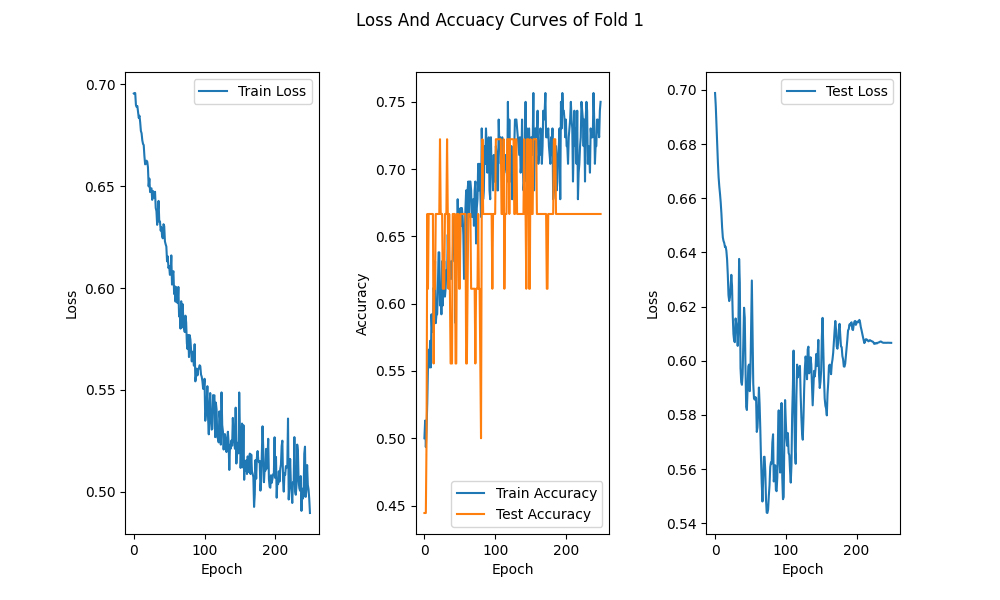 Loss And Accuacy Curves of Fold 1
0.70
0.65
0.60
0.55
0.50
Loss
0
100
200
Epoch
Train Loss
0.75
0.70
0.65
0.60
0.55
0.50
0.45
Accuracy
0
100
200
Epoch
Train Accuracy
Test Accuracy
0.70
0.68
0.66
0.64
0.62
0.60
0.58
0.56
0.54
Loss
0
100
200
Epoch
Test Loss